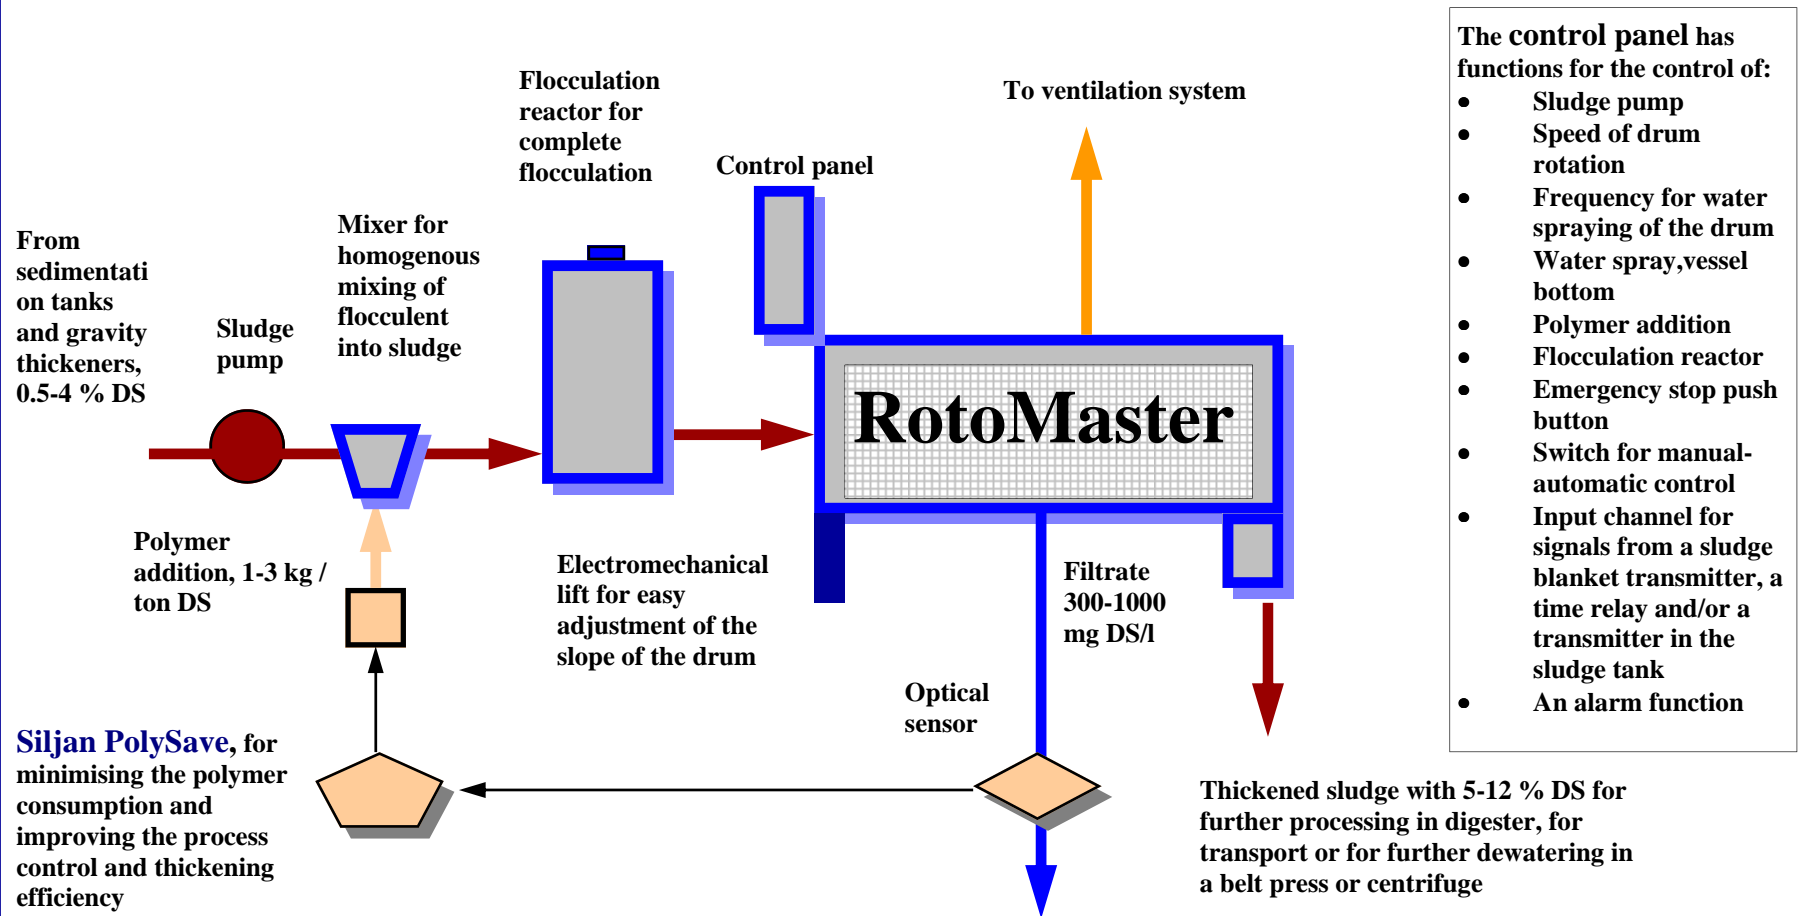 From
sedimentati
on tanks
and gravity
thickeners,
0.5-4 % DS
Sludge
pump
Mixer for
homogenous
mixing of
flocculent
into sludge
Flocculation
reactor for
complete
flocculation
Control panel
To ventilation system
RotoMaster
Polymer
addition, 1-3 kg /
ton DS
Electromechanical
lift for easy
adjustment of the
slope of the drum
Filtrate
300-1000
mg DS/l
Optical
sensor
Siljan PolySave, for
minimising the polymer
consumption and
improving the process
control and thickening
efficiency
Thickened sludge with 5-12 % DS for
further processing in digester, for
transport or for further dewatering in
a belt press or centrifuge
The control panel has
functions for the control of:
• Sludge pump
• Speed of drum
rotation
• Frequency for water
spraying of the drum
• Water spray,vessel
bottom
• Polymer addition
• Flocculation reactor
• Emergency stop push
button
• Switch for manual-
automatic control
• Input channel for
signals from a sludge
blanket transmitter, a
time relay and/or a
transmitter in the
sludge tank
• An alarm function